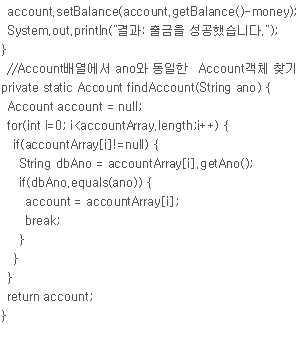 account.setBalance(account.getBalance()-money);
System.out.println("결과: 출금을 성공했습니다.");
}
//Account배열에서 ano와 동일한 Account객체 찾기
private static Account findAccount(String ano) {
Account account = null;
for(int i=0; i<accountArray.length;i++) {
if(accountArray[i]!=null) {
String dbAno = accountArray[i].getAno();
if(dbAno.equals(ano)) {
account = accountArray[i];
break;
}
}
}
return account;
}